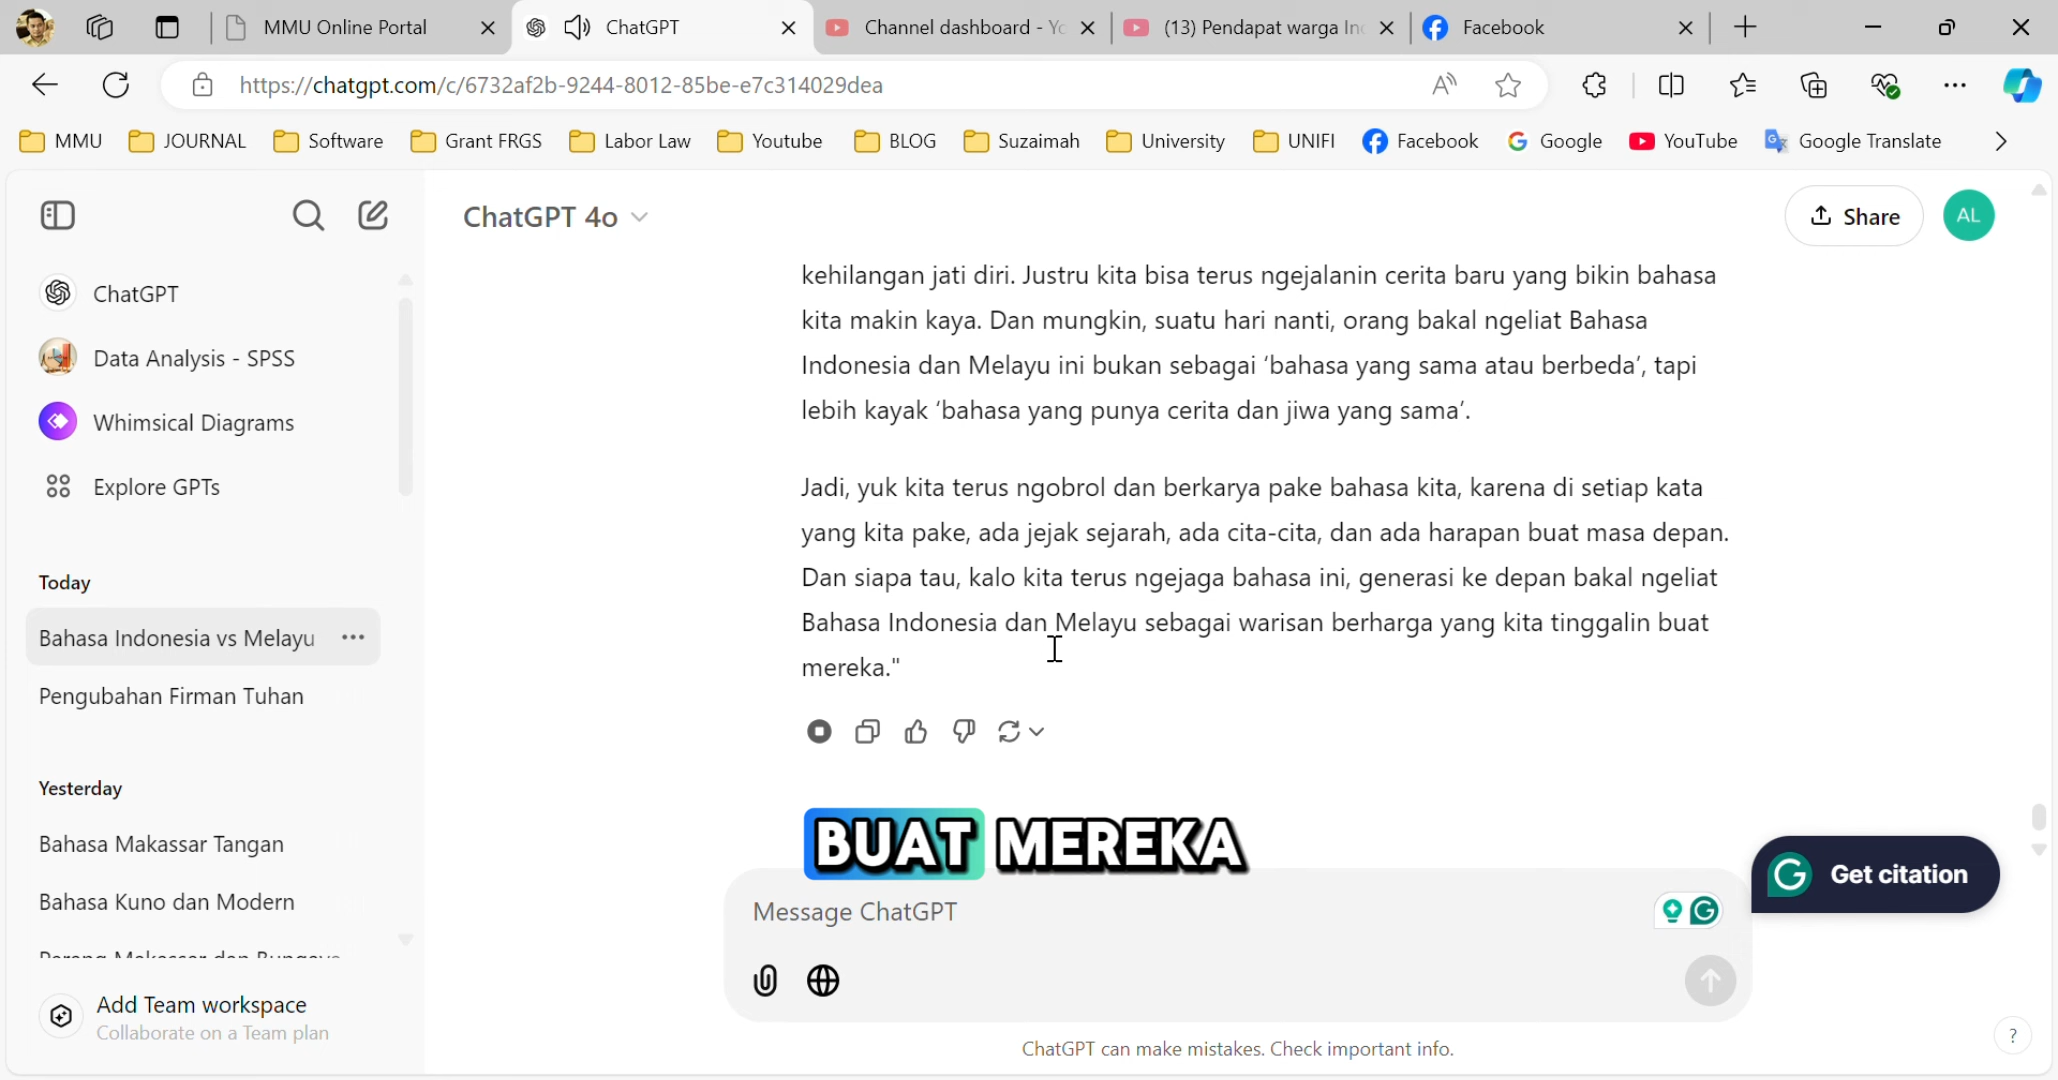 MMU Online Portal
ChatGPT
Channel dashboard - Yo
(13) Pendapat warga In
Facebook
https://chatgpt.com/c/6732af2b-9244-8012-85be-e7c314029dea
MMU
JOURNAL
Software
Grant FRGS
Labor Law
Youtube
BLOG
Suzaimah
University
UNIFI
Facebook
Google
YouTube
Google Translate
ChatGPT 4o
Share
AL
ChatGPT
Data Analysis - SPSS
Whimsical Diagrams
Explore GPTs
Today
Bahasa Indonesia vs Melayu
Pengubahan Firman Tuhan
Yesterday
Bahasa Makassar Tangan
Bahasa Kuno dan Modern
Add Team workspace
Collaborate on a Team plan
kehilangan jati diri. Justru kita bisa terus ngejalanin cerita baru yang bikin bahasa
kita makin kaya. Dan mungkin, suatu hari nanti, orang bakal ngeliat Bahasa
Indonesia dan Melayu ini bukan sebagai ‘bahasa yang sama atau berbeda’, tapi
lebih kayak ‘bahasa yang punya cerita dan jiwa yang sama’.
Jadi, yuk kita terus ngobrol dan berkarya pake bahasa kita, karena di setiap kata
yang kita pake, ada jejak sejarah, ada cita-cita, dan ada harapan buat masa depan.
Dan siapa tau, kalo kita terus ngejaga bahasa ini, generasi ke depan bakal ngeliat
Bahasa Indonesia dan Melayu sebagai warisan berharga yang kita tinggalin buat
mereka."
BUAT MEREKA
Get citation
Message ChatGPT
ChatGPT can make mistakes. Check important info.
?